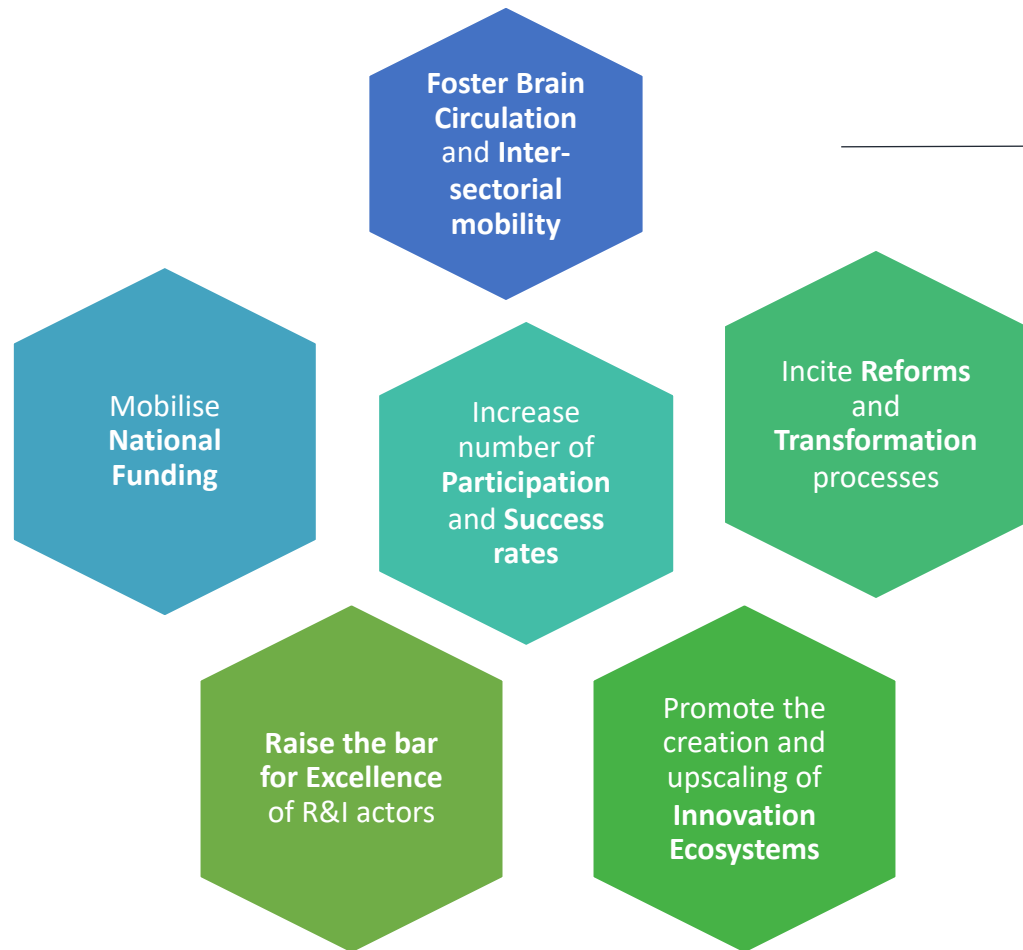 Foster Brain
Circulation
and Inter-
sectorial
mobility
Mobilise
National
Funding
Increase
number of
Participation
and Success
rates
Incite Reforms
and
Transformation
processes
Raise the bar
for Excellence
of R&I actors
Promote the
creation and
upscaling of
Innovation
Ecosystems